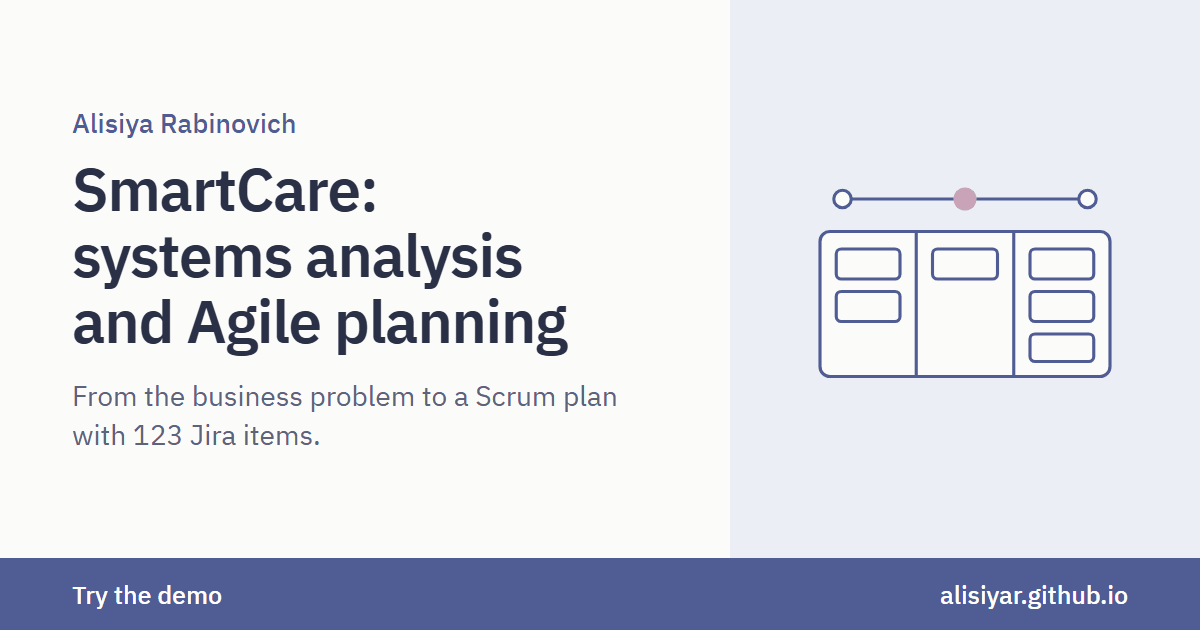 Alisiya Rabinovich
SmartCare:
systems analysis
and Agile planning
From the business problem to a Scrum plan
with 123 Jira items.
Try the demo
alisiyar.github.io